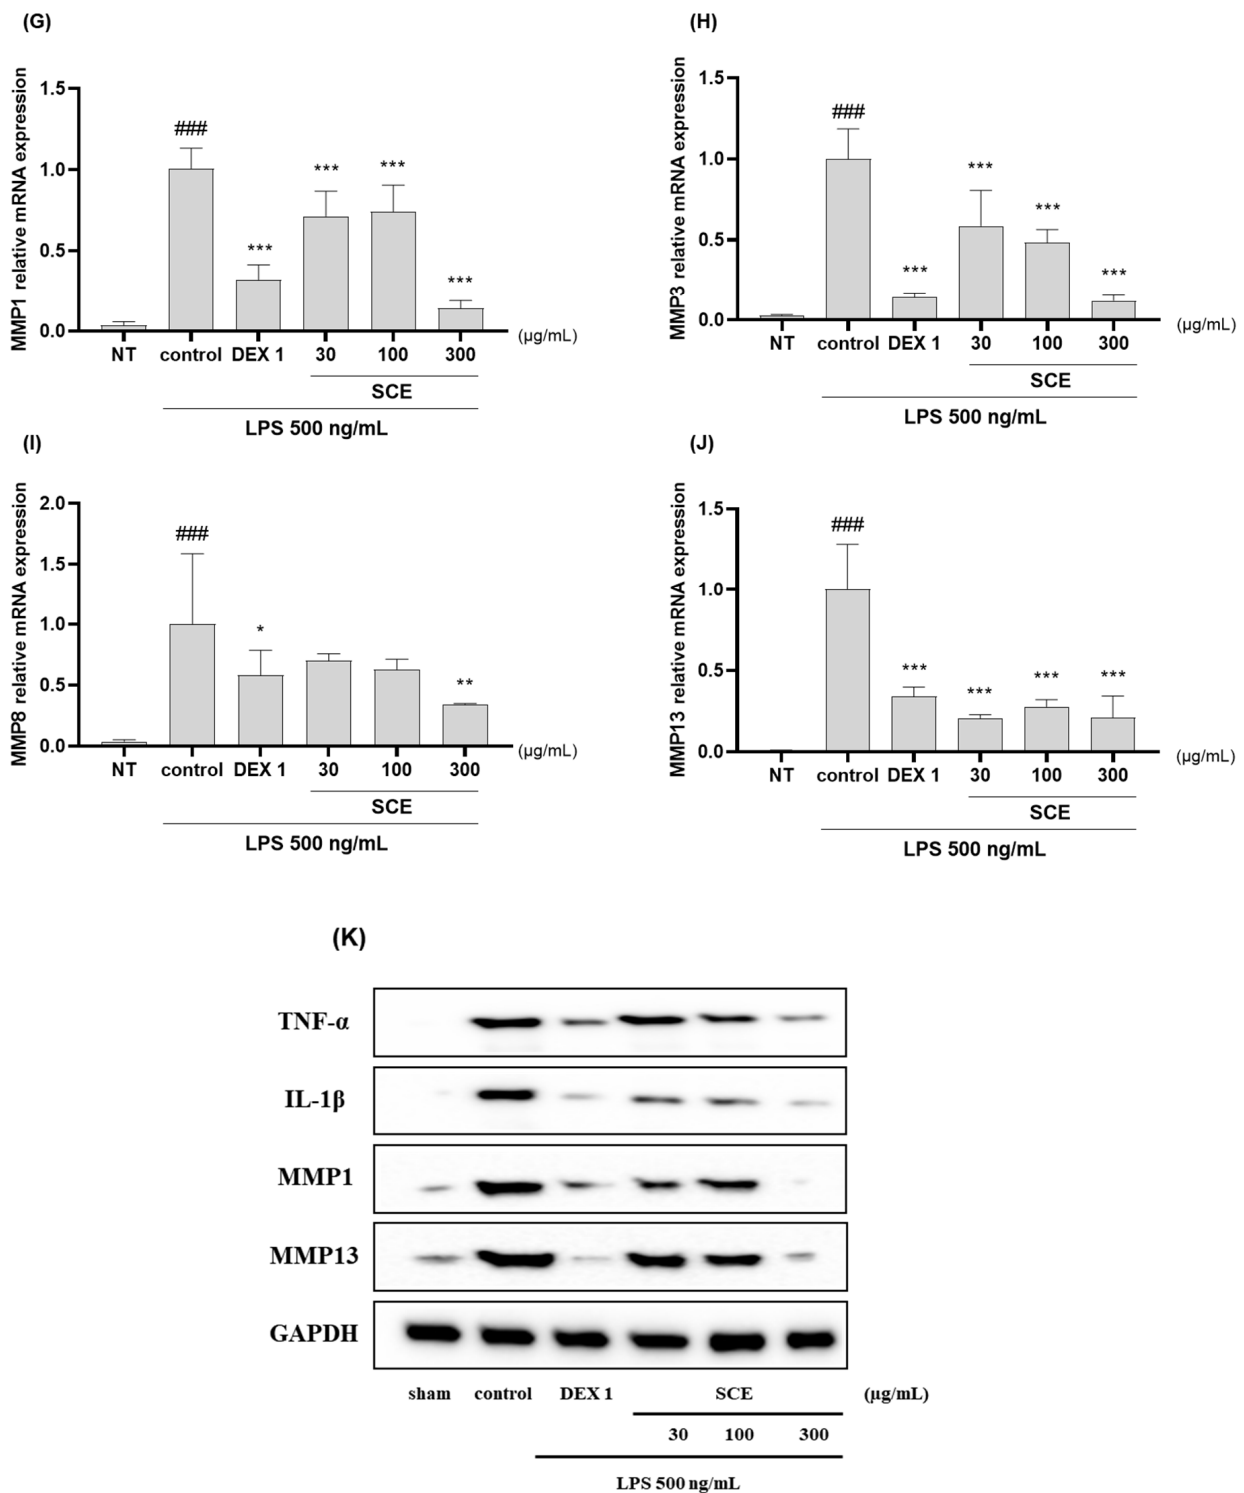 (G)
MMP1 relative mRNA expression
1.5
1.0
0.5
0.0
###
***
***
***
***
NT control DEX 1 30 100 300 (μg/mL)
SCE
LPS 500 ng/mL
(H)
MMP3 relative mRNA expression
1.5
1.0
0.5
0.0
###
***
***
***
***
NT control DEX 1 30 100 300 (μg/mL)
SCE
LPS 500 ng/mL
(I)
MMP8 relative mRNA expression
2.0
1.5
1.0
0.5
0.0
###
*
**
NT control DEX 1 30 100 300 (μg/mL)
SCE
LPS 500 ng/mL
(J)
MMP13 relative mRNA expression
1.5
1.0
0.5
0.0
###
***
***
***
***
NT control DEX 1 30 100 300 (μg/mL)
SCE
LPS 500 ng/mL
(K)
TNF-α
IL-1β
MMP1
MMP13
GAPDH
sham control DEX 1 SCE (μg/mL)
30 100 300
LPS 500 ng/mL